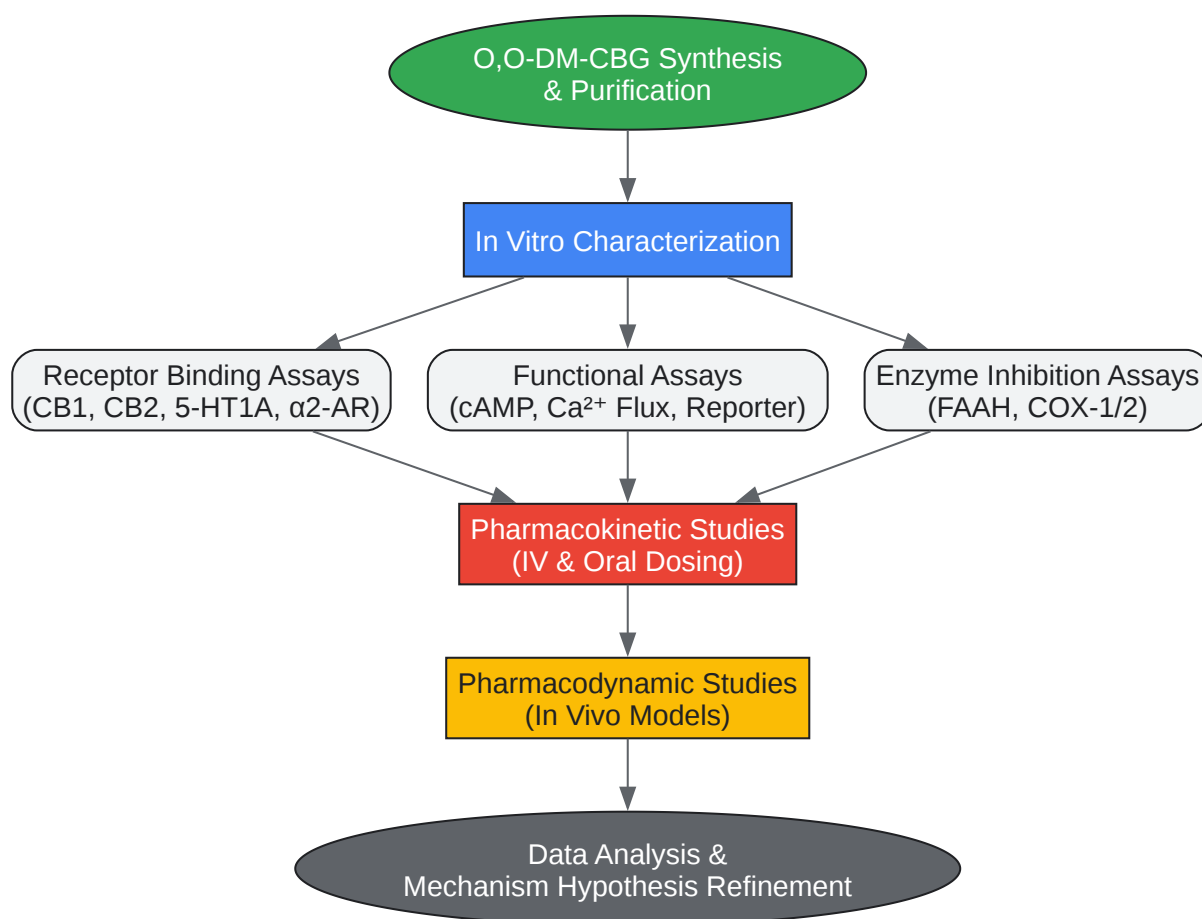 O,O-DM-CBG Synthesis
& Purification
In Vitro Characterization
Receptor Binding Assays
(CB1, CB2, 5-HT1A, α2-AR)
Functional Assays
(cAMP, Ca²⁺ Flux, Reporter)
Enzyme Inhibition Assays
(FAAH, COX-1/2)
Pharmacokinetic Studies
(IV & Oral Dosing)
Pharmacodynamic Studies
(In Vivo Models)
Data Analysis &
Mechanism Hypothesis Refinement